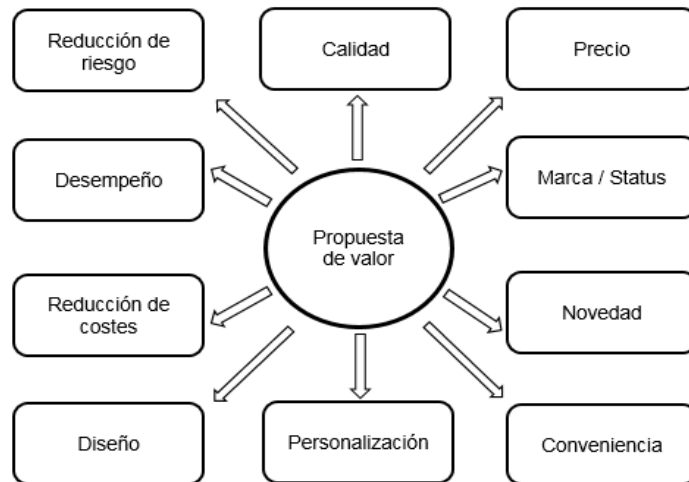 Reducción de
riesgo
Calidad
Precio
Desempeño
Marca / Status
Propuesta
de valor
Reducción de
costes
Novedad
Diseño
Personalización
Conveniencia